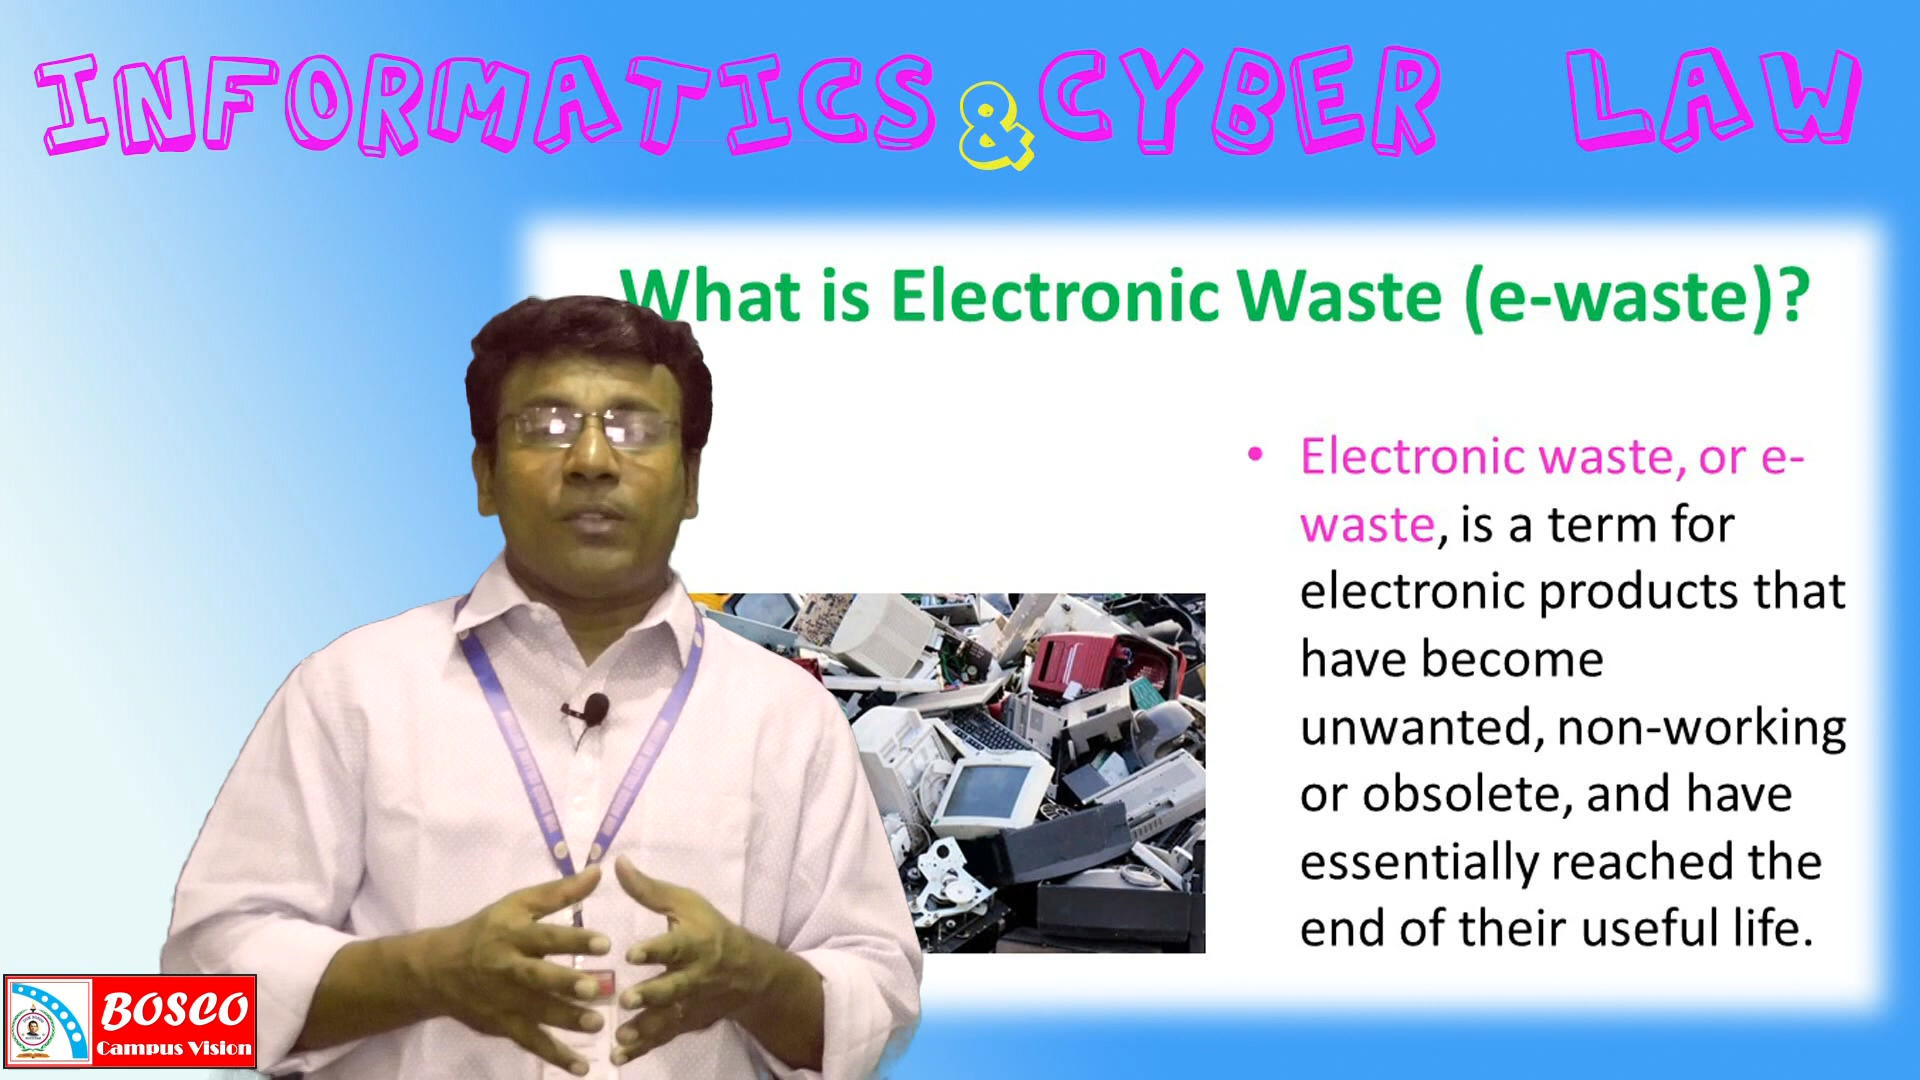 INFORMATICS & CYBER LAW
What is Electronic Waste (e-waste)?
• Electronic waste, or e-
waste, is a term for
electronic products that
have become
unwanted, non-working
or obsolete, and have
essentially reached the
end of their useful life.
BOSCO
Campus Vision